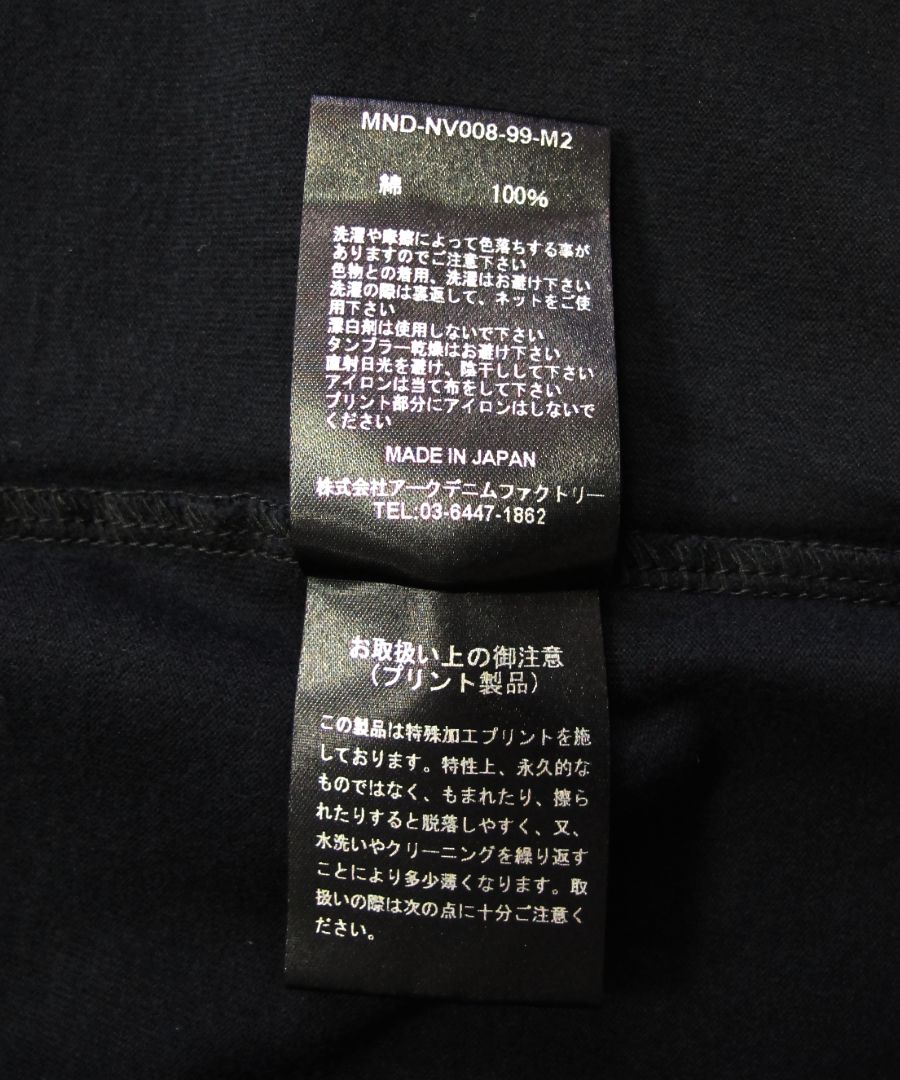 MND-NV008-99-M2
綿 100%
洗濯や摩擦によって色落ちする事が
ありますのでご注意下さい
色物との着用、洗濯はお避け下さい
洗濯の際は裏返して、ネットをご使
用下さい
漂白剤は使用しないで下さい
タンブラー乾燥はお避け下さい
直射日光を避け、陰干しして下さい
アイロンは当て布をして下さい
プリント部分にアイロンはしないで
ください
MADE IN JAPAN
株式会社アークデニムファクトリー
TEL:03-6447-1862
お取扱い上の御注意
(プリント製品)
この製品は特殊加工プリントを施
しております。特性上、永久的な
ものではなく、もまれたり、擦ら
れたりすると脱落しやすく、又、
水洗いやクリーニングを繰り返す
ことにより多少薄くなります。取
扱いの際は次の点に十分ご注意く
ださい。